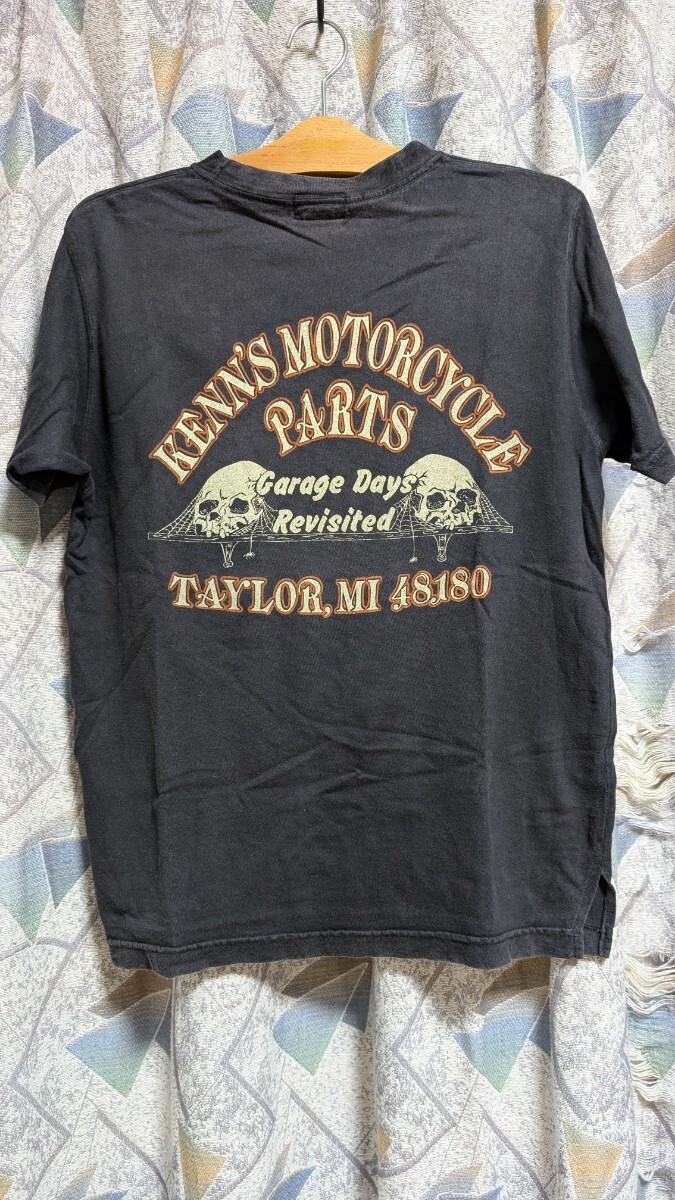 KENN'S MOTORCYCLE
PARTS
Garage Days
Revisited
TAYLOR, MI 48180